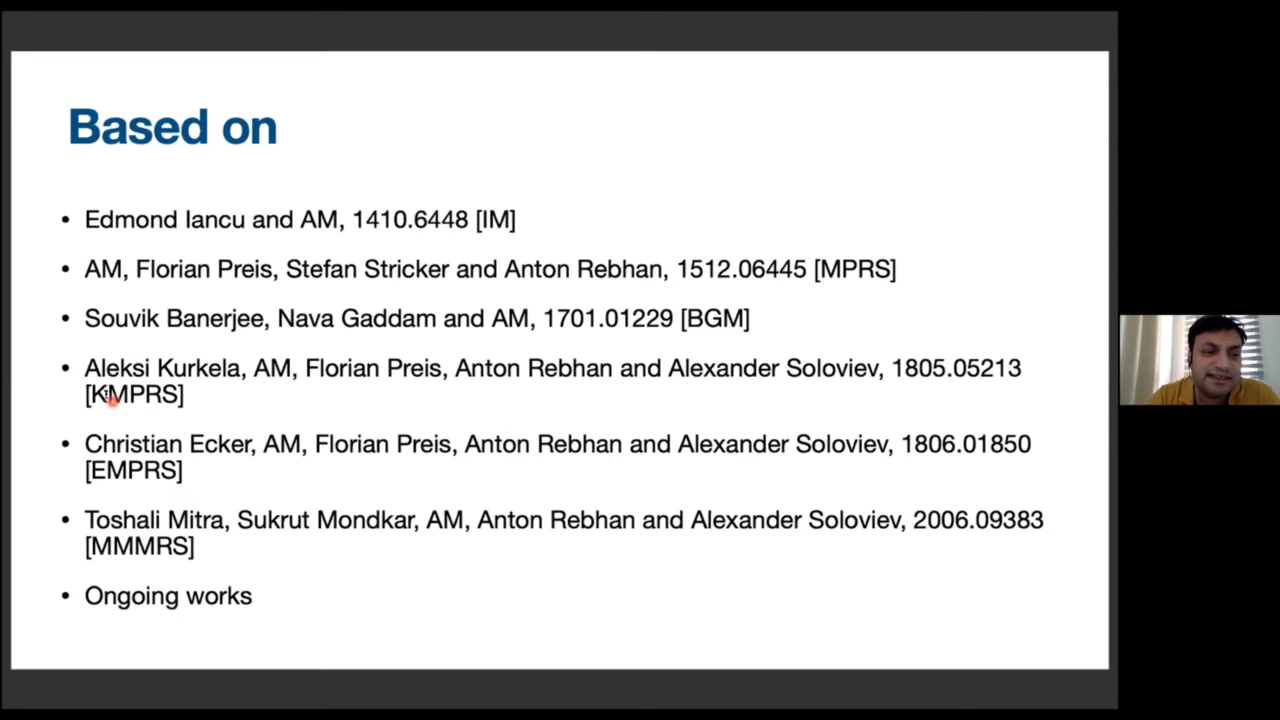 Based on
• Edmond Iancu and AM, 1410.6448 [IM]
• AM, Florian Preis, Stefan Stricker and Anton Rebhan, 1512.06445 [MPRS]
• Souvik Banerjee, Nava Gaddam and AM, 1701.01229 [BGM]
• Aleksi Kurkela, AM, Florian Preis, Anton Rebhan and Alexander Soloviev, 1805.05213
[KMPRS]
• Christian Ecker, AM, Florian Preis, Anton Rebhan and Alexander Soloviev, 1806.01850
[EMPRS]
• Toshali Mitra, Sukrut Mondkar, AM, Anton Rebhan and Alexander Soloviev, 2006.09383
[MMMRS]
• Ongoing works